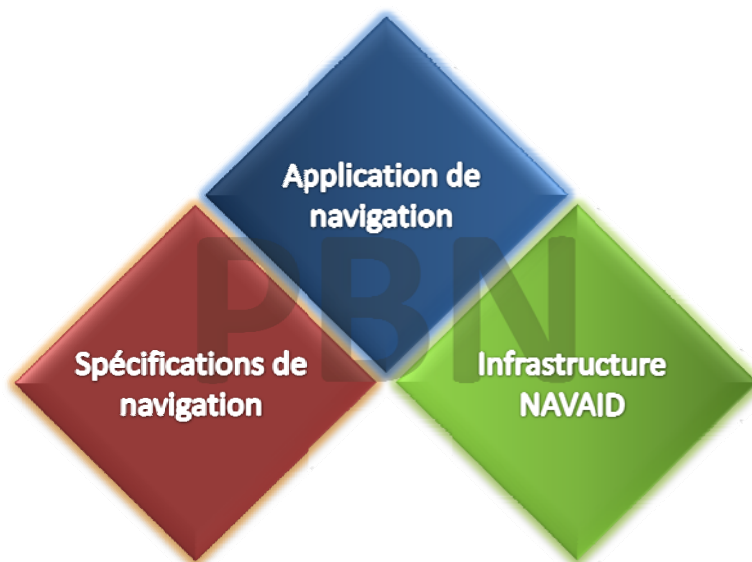 Application de
navigation
PBN
Spécifications de
navigation
Infrastructure
NAVAID